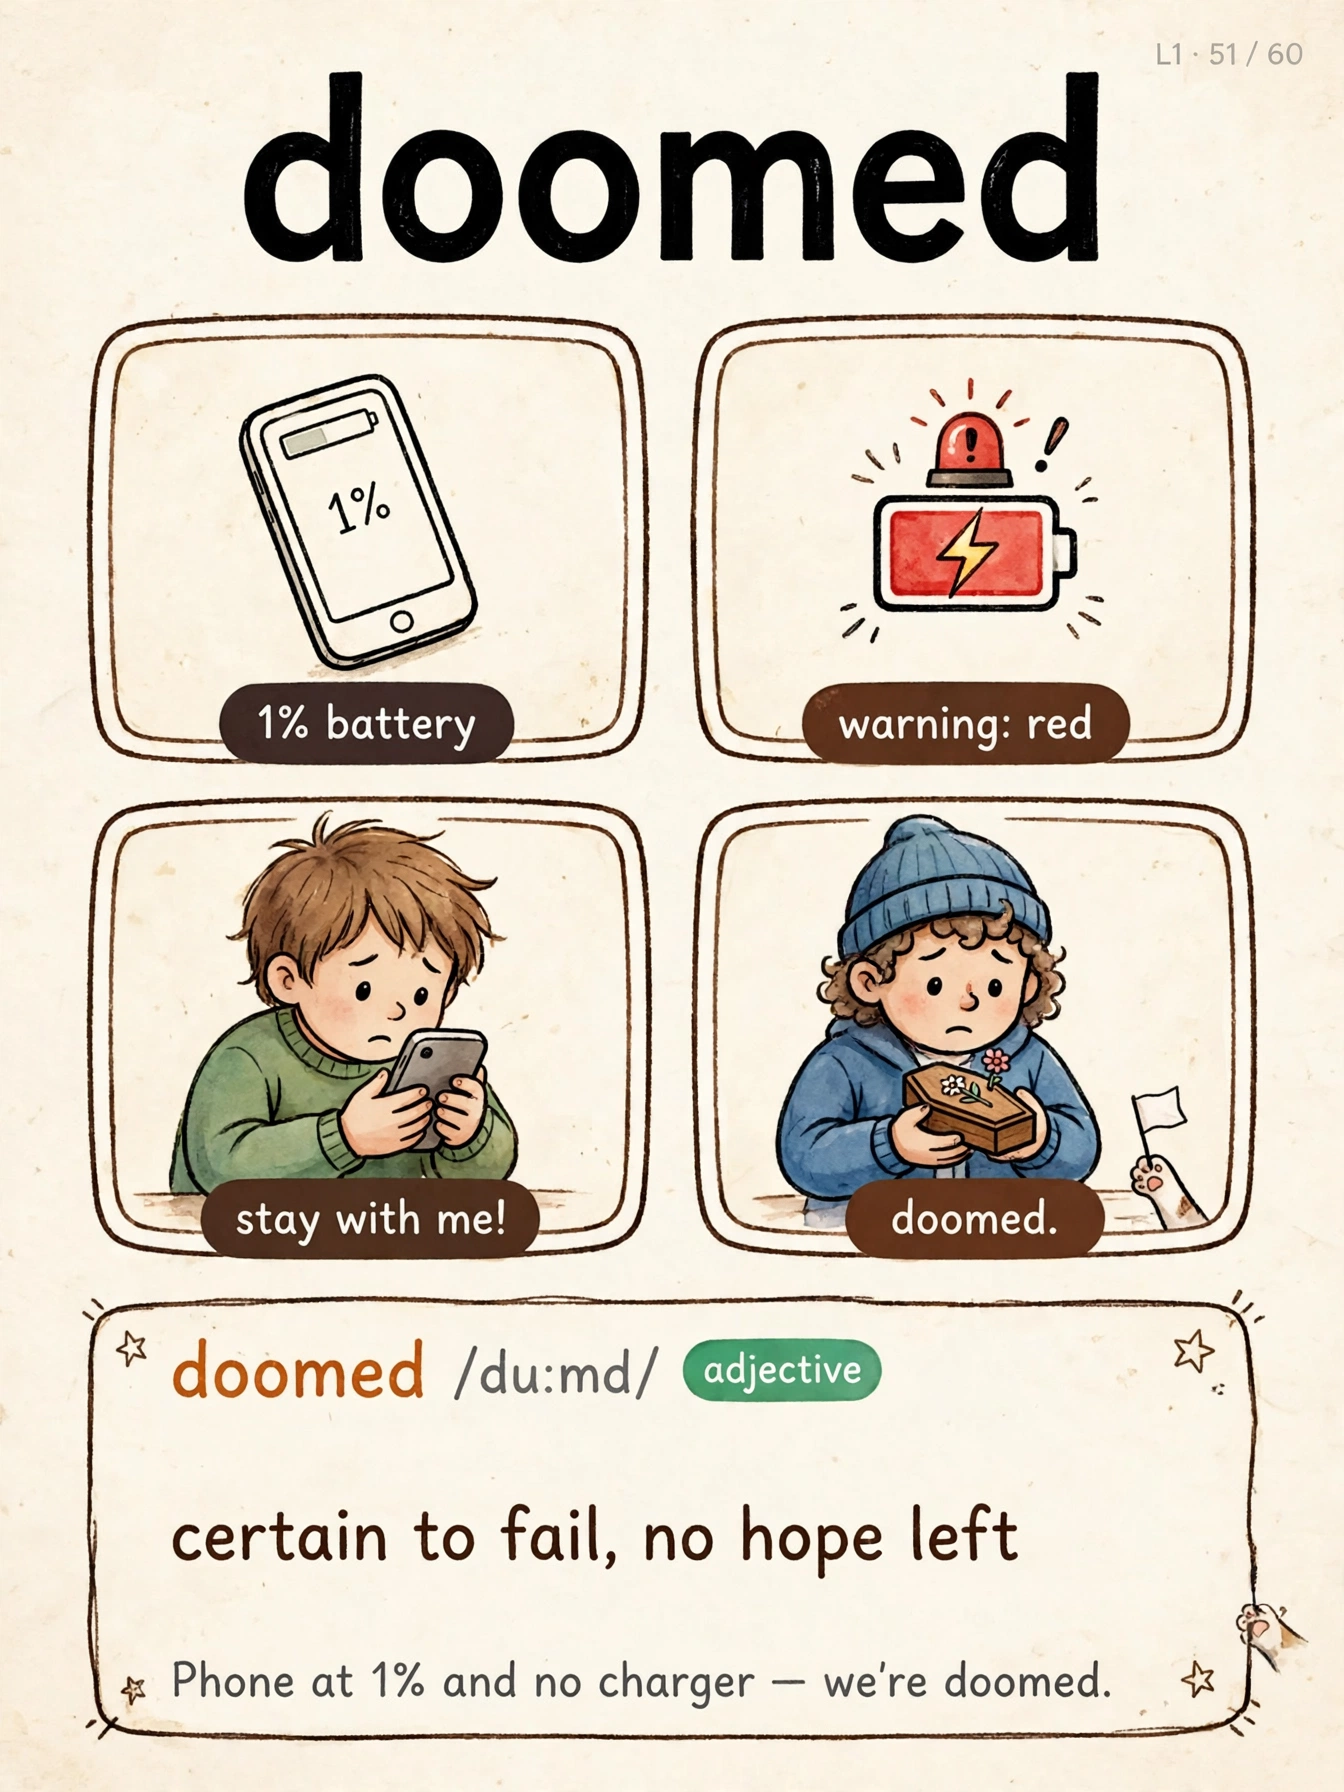 L1 · 51 / 60
doomed
1%
1% battery
!
!
warning: red
stay with me!
doomed.
doomed /du:md/ adjective
certain to fail, no hope left
Phone at 1% and no charger — we're doomed.